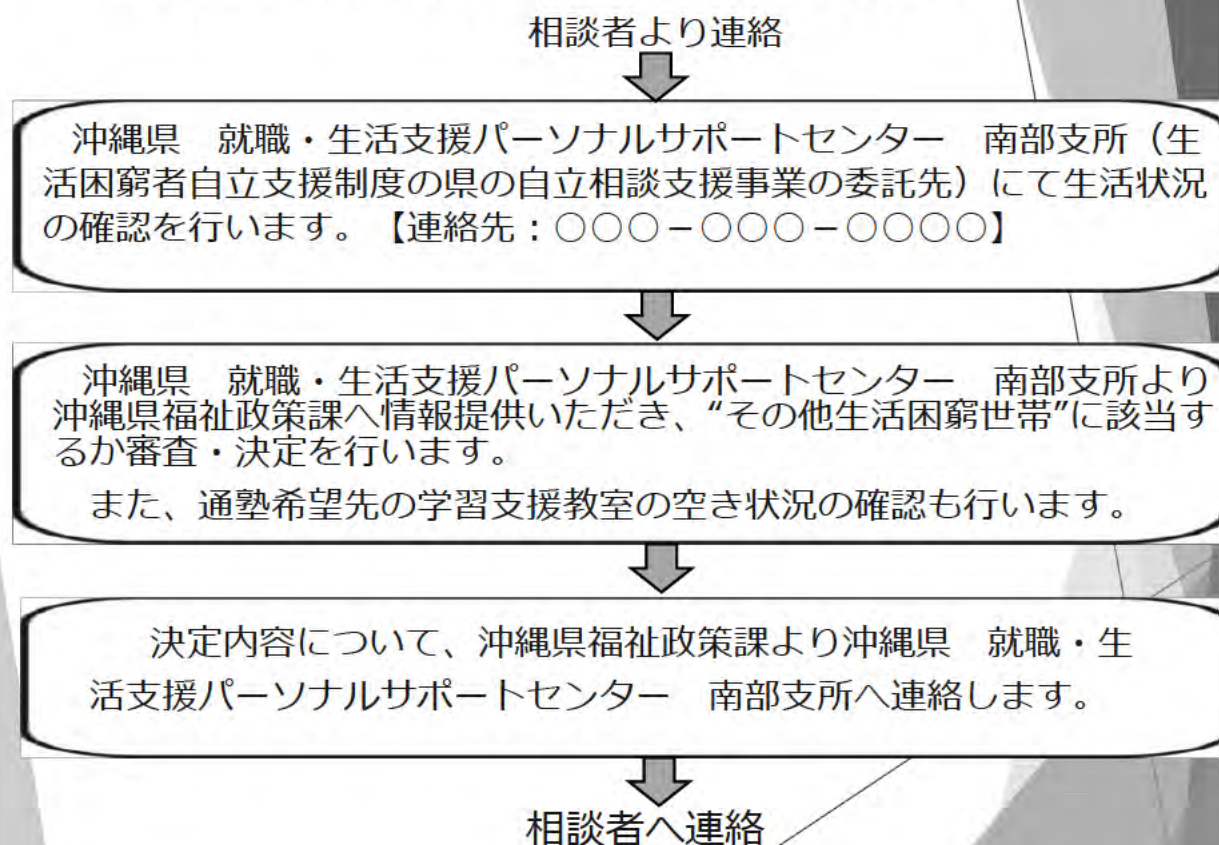 相談者より連絡
沖縄県　就職・生活支援パーソナルサポートセンター　南部支所（生
活困窮者自立支援制度の県の自立相談支援事業の委託先）にて生活状況
の確認を行います。【連絡先：○○○－○○○－○○○○】
沖縄県　就職・生活支援パーソナルサポートセンター　南部支所より
沖縄県福祉政策課へ情報提供いただき、“その他生活困窮世帯”に該当す
るか審査・決定を行います。
また、通塾希望先の学習支援教室の空き状況の確認も行います。
決定内容について、沖縄県福祉政策課より沖縄県　就職・生
活支援パーソナルサポートセンター　南部支所へ連絡します。
相談者へ連絡